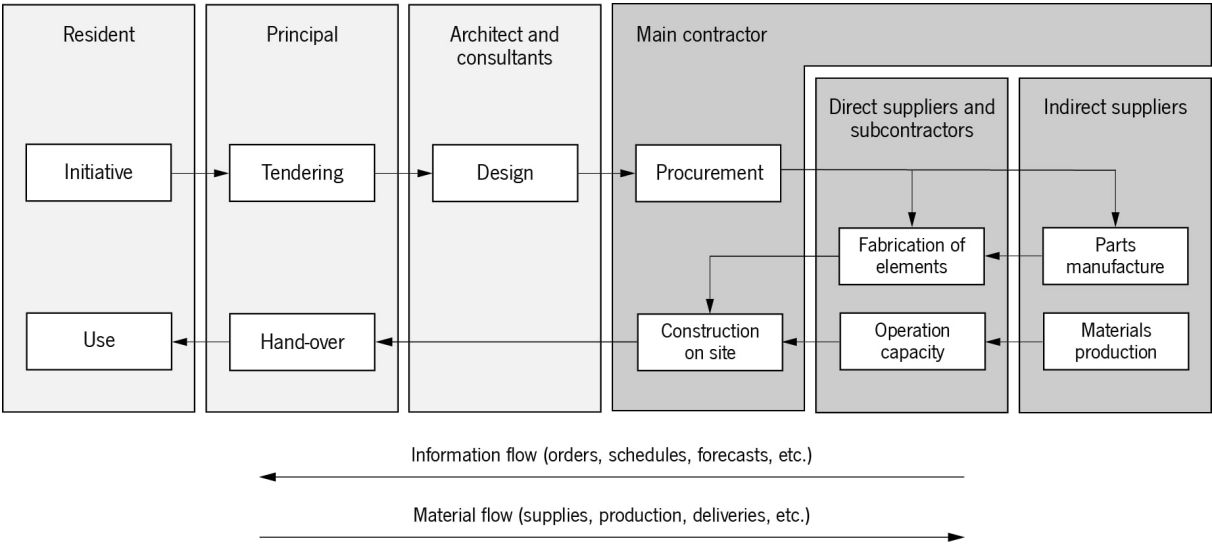 Resident
Principal
Architect and
consultants
Main contractor
Direct suppliers and
subcontractors
Indirect suppliers
Initiative
Tendering
Design
Procurement
Fabrication of
elements
Parts
manufacture
Use
Hand-over
Construction
on site
Operation
capacity
Materials
production
Information flow (orders, schedules, forecasts, etc.)
Material flow (supplies, production, deliveries, etc.)